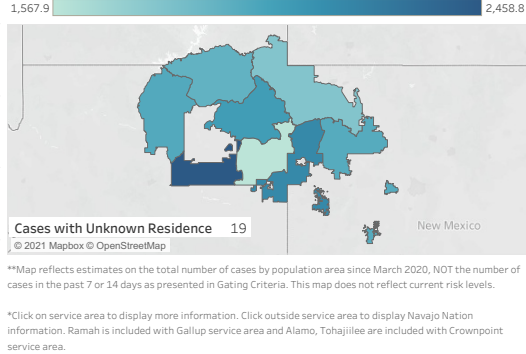 1,567.9 2,458.8
New Mexico
Cases with Unknown Residence 19
© 2021 Mapbox © OpenStreetMap
**Map reflects estimates on the total number of cases by population area since March 2020, NOT the number of
cases in the past 7 or 14 days as presented in Gating Criteria. This map does not reflect current risk levels.
*Click on service area to display more information. Click outside service area to display Navajo Nation
information. Ramah is included with Gallup service area and Alamo, Tohajiilee are included with Crownpoint
service area.